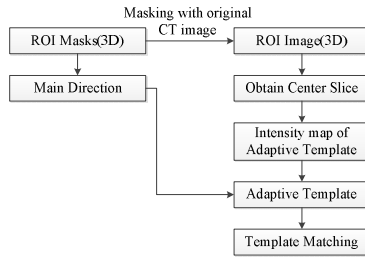 Masking with original
CT image
ROI Masks(3D)
ROI Image(3D)
Main Direction
Obtain Center Slice
Intensity map of
Adaptive Template
Adaptive Template
Template Matching